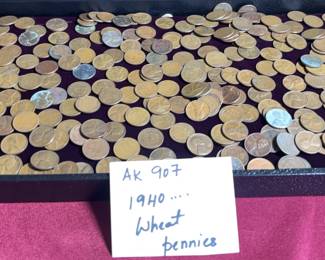 AK 907
1940....
Wheat
pennies